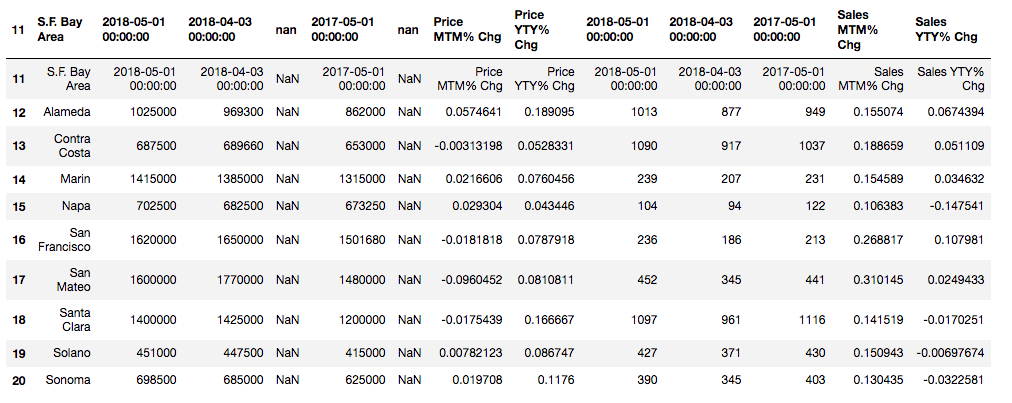 11 S.F. Bay Area 2018-05-01 00:00:00 2018-04-03 00:00:00 nan 2017-05-01 00:00:00 nan Price MTM% Chg Price YTY% Chg 2018-05-01 00:00:00 2018-04-03 00:00:00 2017-05-01 00:00:00 Sales MTM% Chg Sales YTY% Chg
11 S.F. Bay Area 2018-05-01 00:00:00 2018-04-03 00:00:00 NaN 2017-05-01 00:00:00 NaN Price MTM% Chg Price YTY% Chg 2018-05-01 00:00:00 2018-04-03 00:00:00 2017-05-01 00:00:00 Sales MTM% Chg Sales YTY% Chg
12 Alameda 1025000 969300 NaN 862000 NaN 0.0574641 0.189095 1013 877 949 0.155074 0.0674394
13 Contra Costa 687500 689660 NaN 653000 NaN -0.00313198 0.0528331 1090 917 1037 0.188659 0.051109
14 Marin 1415000 1385000 NaN 1315000 NaN 0.0216606 0.0760456 239 207 231 0.154589 0.034632
15 Napa 702500 682500 NaN 673250 NaN 0.029304 0.043446 104 94 122 0.106383 -0.147541
16 San Francisco 1620000 1650000 NaN 1501680 NaN -0.0181818 0.0787918 236 186 213 0.268817 0.107981
17 San Mateo 1600000 1770000 NaN 1480000 NaN -0.0960452 0.0810811 452 345 441 0.310145 0.0249433
18 Santa Clara 1400000 1425000 NaN 1200000 NaN -0.0175439 0.166667 1097 961 1116 0.141519 -0.0170251
19 Solano 451000 447500 NaN 415000 NaN 0.00782123 0.086747 427 371 430 0.150943 -0.00697674
20 Sonoma 698500 685000 NaN 625000 NaN 0.019708 0.1176 390 345 403 0.130435 -0.0322581